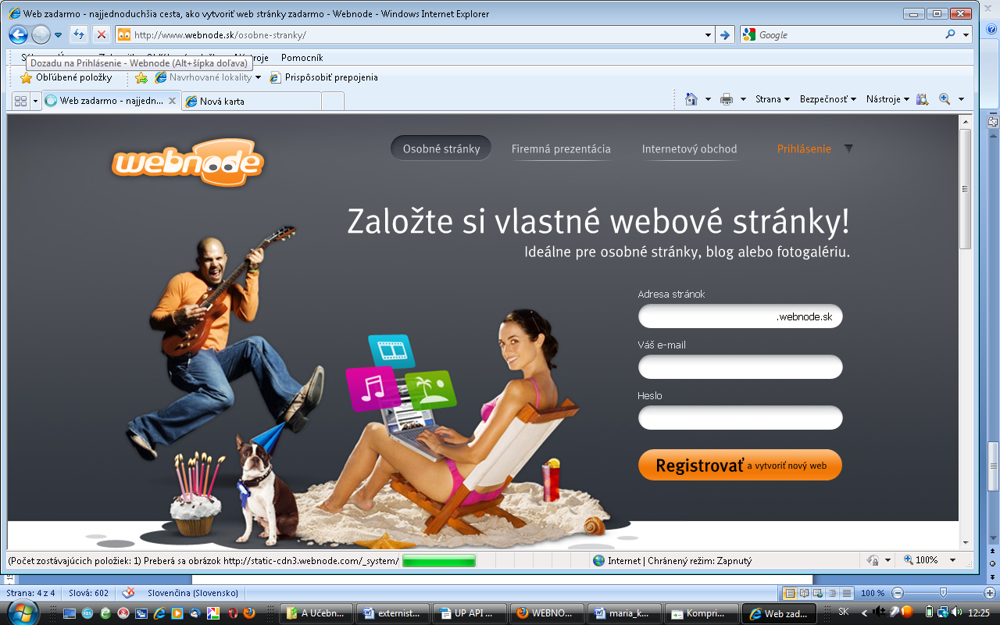 Web zadarmo - najjednoduchšia cesta, ako vytvoriť web stránky zadarmo - Webnode - Windows Internet Explorer
http://www.webnode.sk/osobne-stranky/
Google
Nástroje Pomocník
Dozadu na Prihlásenie - Webnode (Alt+šípka doľava)
Obľúbené položky Navrhované lokality Prispôsobiť prepojenia
Web zadarmo - najjedn... Nová karta Strana Bezpečnosť Nástroje
webnode
Osobné stránky Firemná prezentácia Internetový obchod Prihlásenie
Založte si vlastné webové stránky!
Ideálne pre osobné stránky, blog alebo fotogalériu.
Adresa stránok
.webnode.sk
Váš e-mail
Heslo
Registrovať a vytvoriť nový web
(Počet zostávajúcich položiek: 1) Preberá sa obrázok http://static-cdn3.webnode.com/_system/ Internet | Chránený režim: Zapnutý 100%
Strana: 4 z 4 Slová: 602 Slovenčina (Slovensko) 100 %
A Učebn... externist... UP API ... WEBNO... maria_k... Kompri... Web zad... SK 12:25